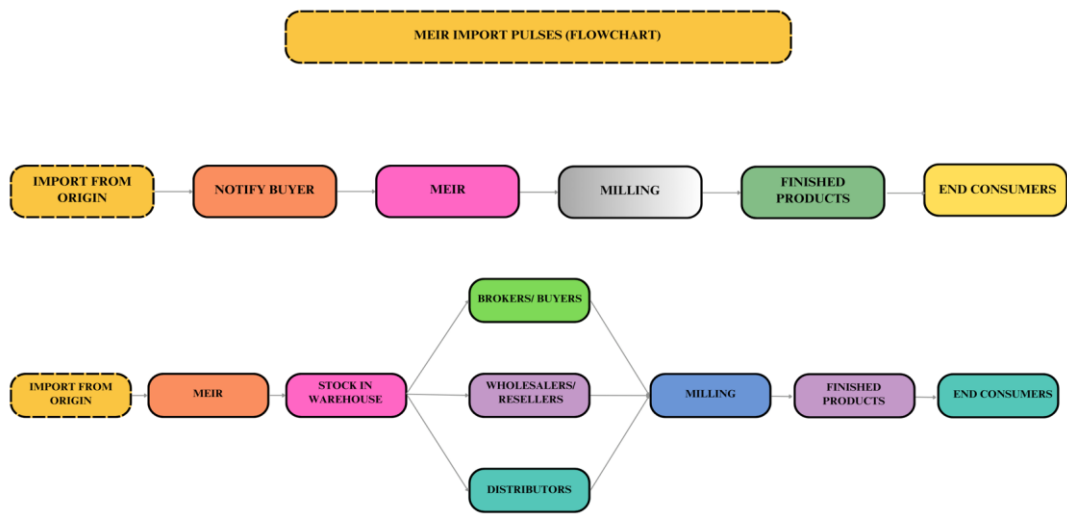 MEIR IMPORT PULSES (FLOWCHART)
IMPORT FROM
ORIGIN
NOTIFY BUYER
MEIR
MILLING
FINISHED
PRODUCTS
END CONSUMERS
IMPORT FROM
ORIGIN
MEIR
STOCK IN
WAREHOUSE
BROKERS/ BUYERS
WHOLESALERS/
RESELLERS
DISTRIBUTORS
MILLING
FINISHED
PRODUCTS
END CONSUMERS